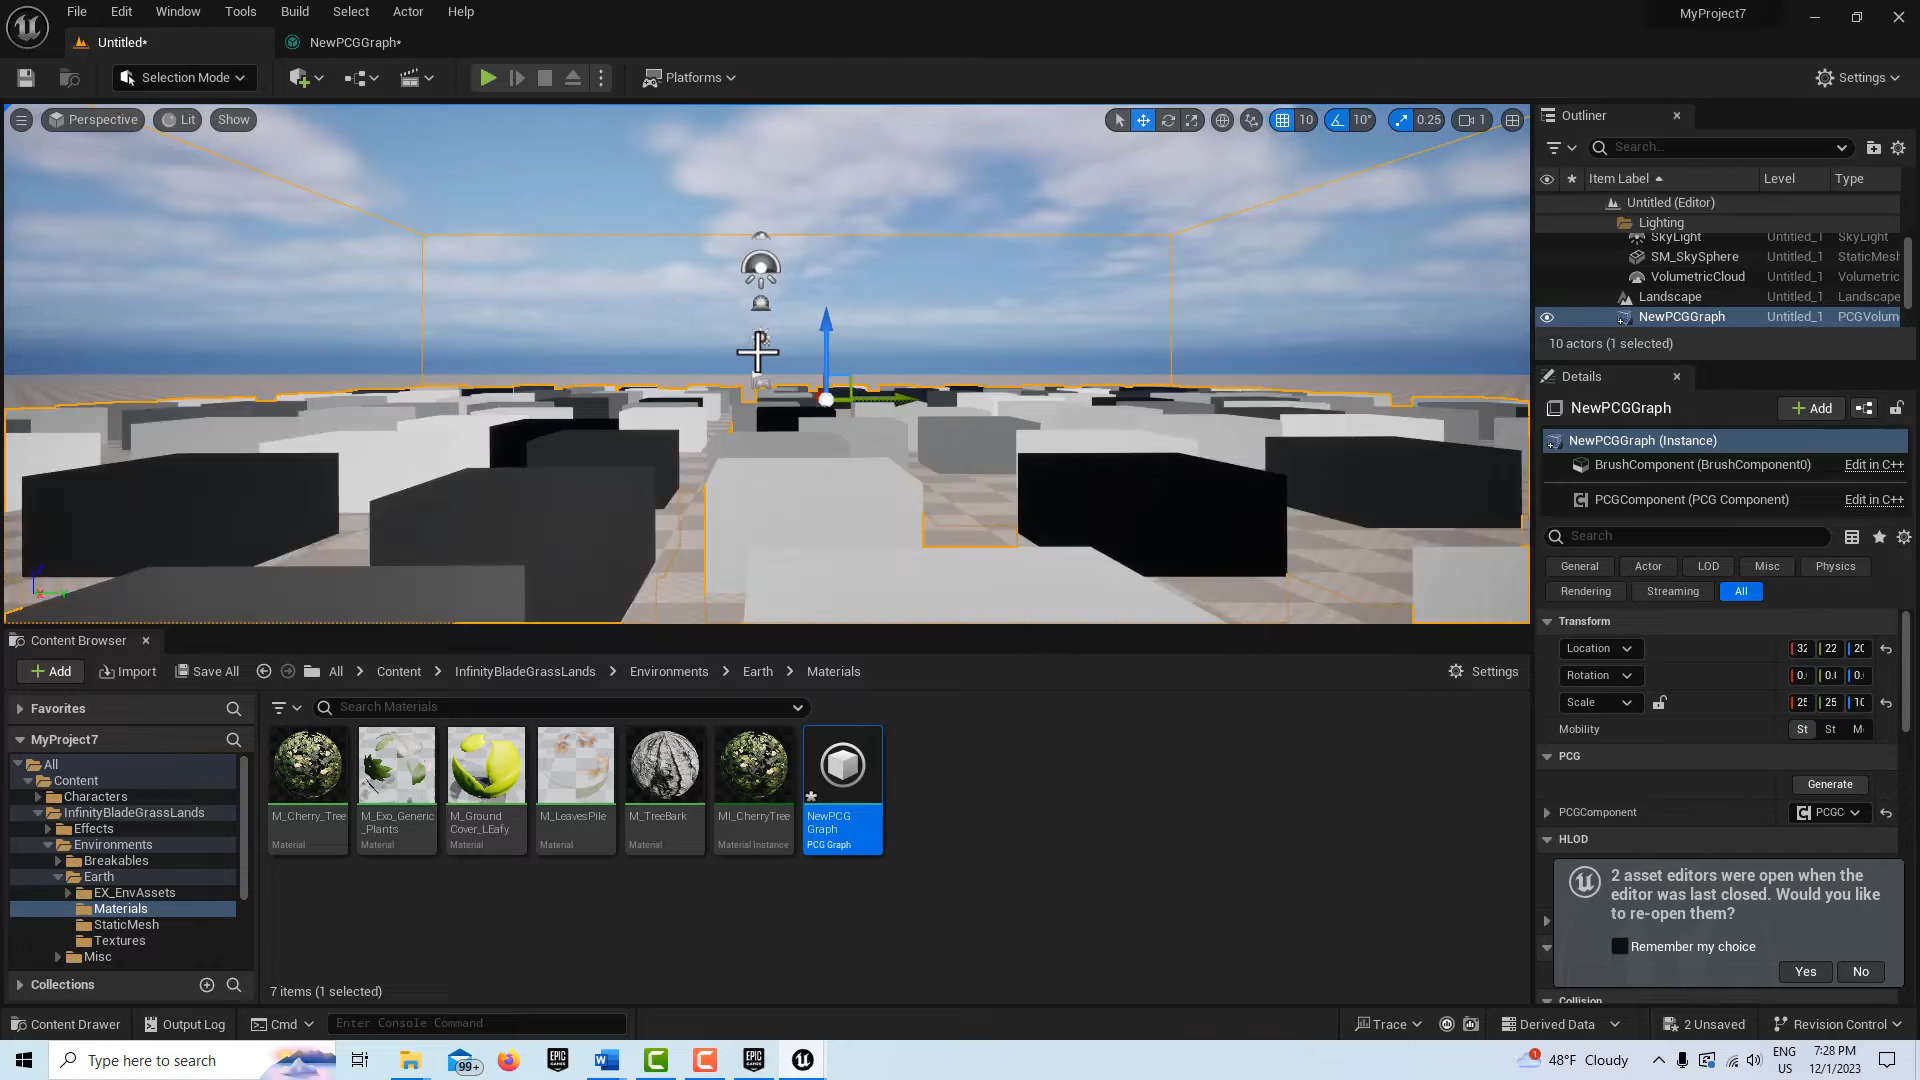 File Edit Window Tools Build Select Actor Help
MyProject7
Untitled*
NewPCGGraph*
Selection Mode
Platforms
Settings
Perspective Lit Show
10 10° 0.25 1
Outliner
Search...
Item Label Level Type
Untitled (Editor)
Lighting
SkyLight Untitled_1 SkyLight
SM_SkySphere Untitled_1 StaticMesh
VolumetricCloud Untitled_1 Volumetric
Landscape Untitled_1 Landscape
NewPCGGraph Untitled_1 PCGVolum
10 actors (1 selected)
Details
NewPCGGraph
Add
NewPCGGraph (Instance)
BrushComponent (BrushComponent0) Edit in C++
PCGComponent (PCG Component) Edit in C++
Search
General Actor LOD Misc Physics
Rendering Streaming All
Transform
Location 32 22 20
Rotation 0. 0. 0.
Scale 25 25 10
Mobility St St M
PCG
Generate
PCGComponent PCGC
HLOD
2 asset editors were open when the
editor was last closed. Would you like
to re-open them?
Remember my choice
Yes No
Collision
Content Browser
Add Import Save All All Content InfinityBladeGrassLands Environments Earth Materials Settings
Favorites
Search Materials
MyProject7
All
Content
Characters
InfinityBladeGrassLands
Effects
Environments
Breakables
Earth
EX_EnvAssets
Materials
StaticMesh
Textures
Misc
Collections
M_Cherry_Tree
Material
M_Exo_Generic
_Plants
Material
M_Ground
Cover_LEafy
Material
M_LeavesPile
Material
M_TreeBark
Material
MI_CherryTree
Material Instance
NewPCG
Graph
PCG Graph
7 items (1 selected)
Content Drawer Output Log Cmd Enter Console Command
Trace Derived Data 2 Unsaved Revision Control
Type here to search
99+
EPIC GAMES
EPIC GAMES
1
48°F Cloudy
ENG
US
7:28 PM
12/1/2023